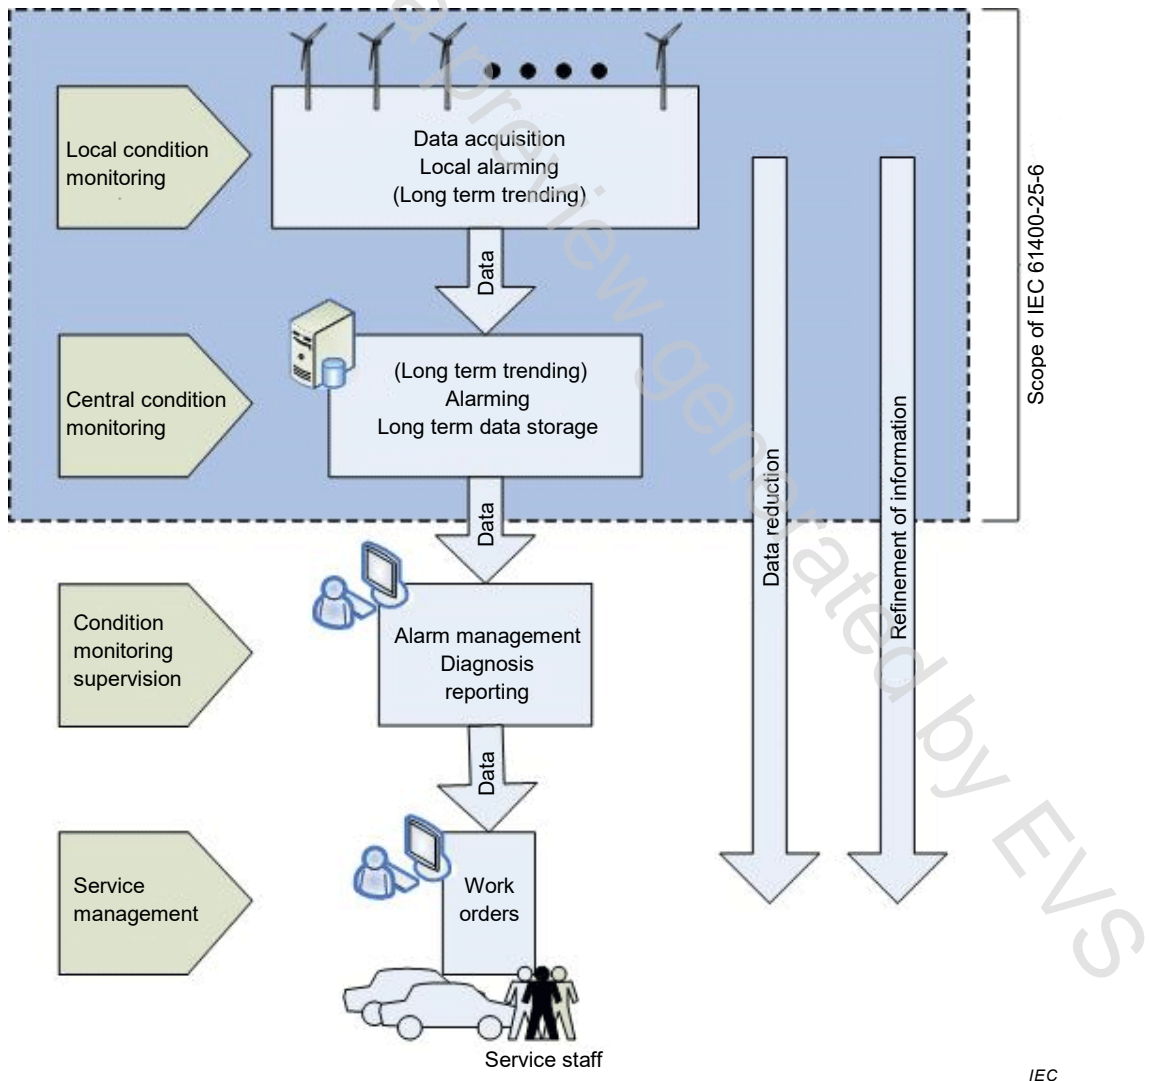 Local condition
monitoring
Data acquisition
Local alarming
(Long term trending)
Data
Central condition
monitoring
(Long term trending)
Alarming
Long term data storage
Data
Condition
monitoring
supervision
Alarm management
Diagnosis
reporting
Data
Service
management
Work
orders
Service staff
Data reduction
Refinement of information
Scope of IEC 61400-25-6
IEC
a preview generated by EVS